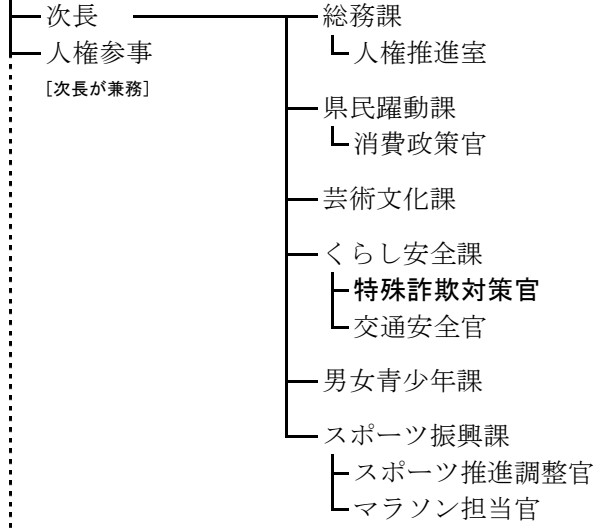 次長
人権参事
[次長が兼務]
総務課
人権推進室
県民躍動課
消費政策官
芸術文化課
くらし安全課
特殊詐欺対策官
交通安全官
男女青少年課
スポーツ振興課
スポーツ推進調整官
マラソン担当官